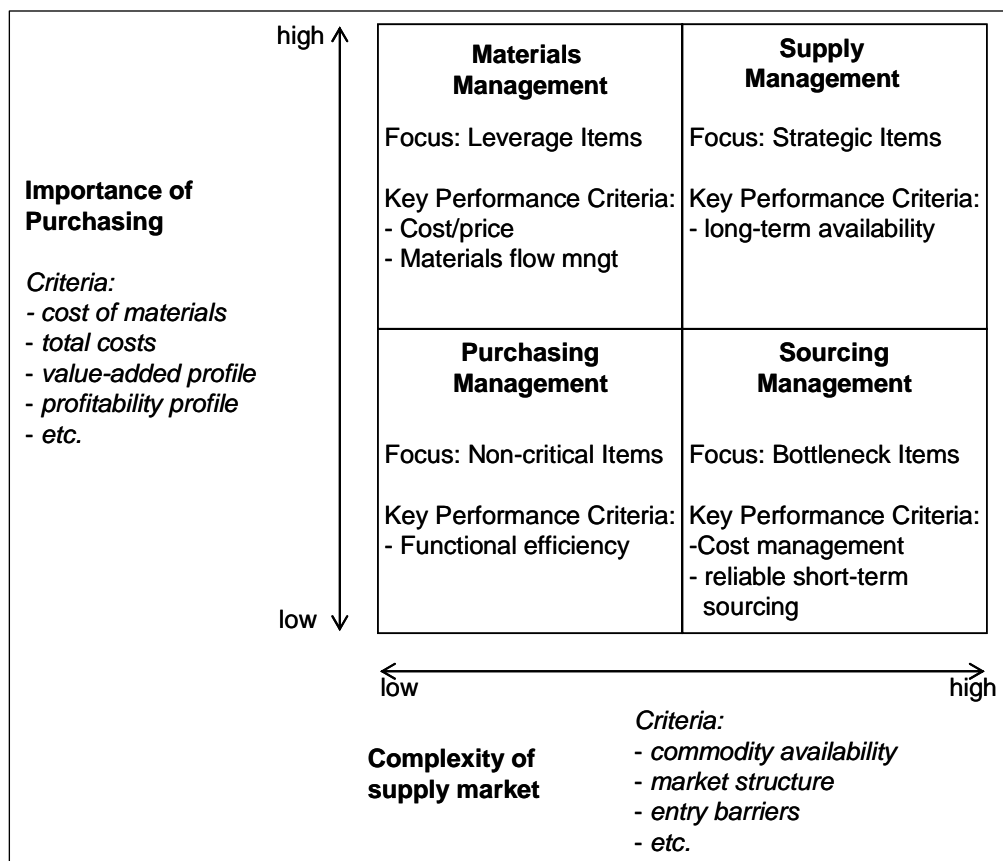 high
Importance of
Purchasing
Criteria:
- cost of materials
- total costs
- value-added profile
- profitability profile
- etc.
low
Materials
Management
Focus: Leverage Items
Key Performance Criteria:
- Cost/price
- Materials flow mngt
Supply
Management
Focus: Strategic Items
Key Performance Criteria:
- long-term availability
Purchasing
Management
Focus: Non-critical Items
Key Performance Criteria:
- Functional efficiency
Sourcing
Management
Focus: Bottleneck Items
Key Performance Criteria:
-Cost management
- reliable short-term
sourcing
low
high
Complexity of
supply market
Criteria:
- commodity availability
- market structure
- entry barriers
- etc.